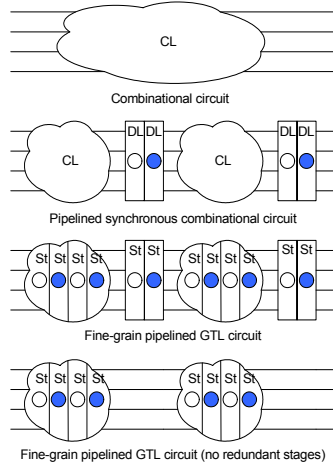 CL
Combinational circuit
DL DL DL DL
CL CL
Pipelined synchronous combinational circuit
St St St St St St St St St St St St
Fine-grain pipelined GTL circuit
St St St St St St St St
Fine-grain pipelined GTL circuit (no redundant stages)